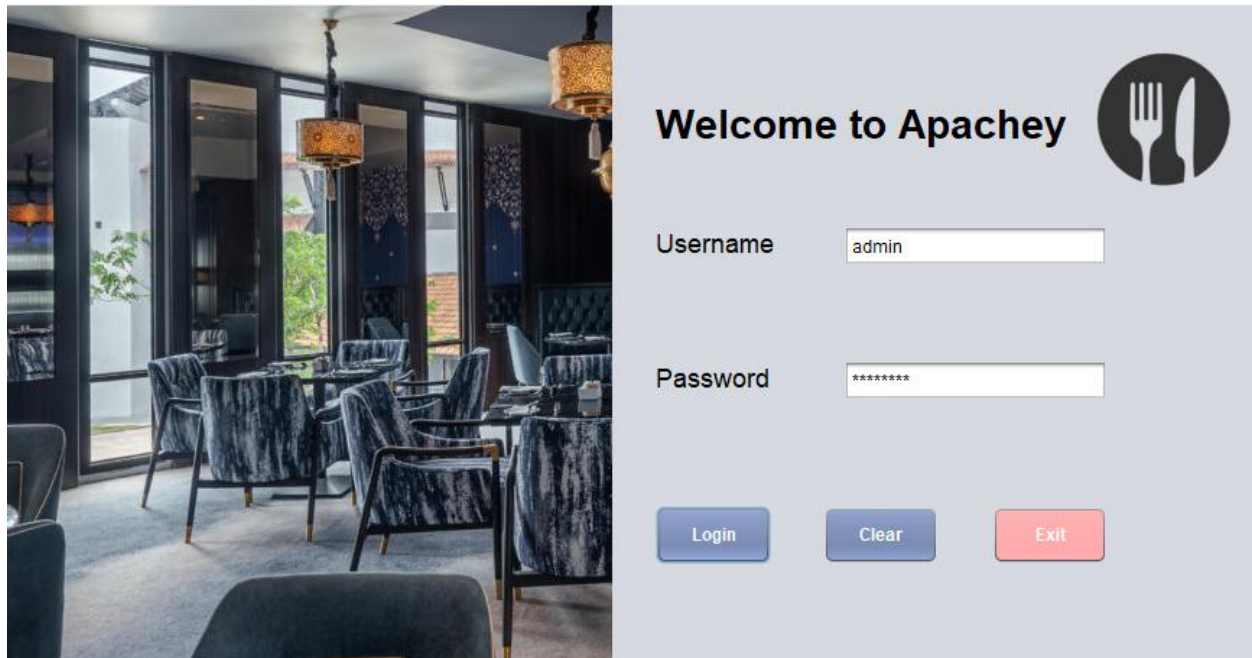 Welcome to Apachey
Username
admin
Password
********
Login
Clear
Exit